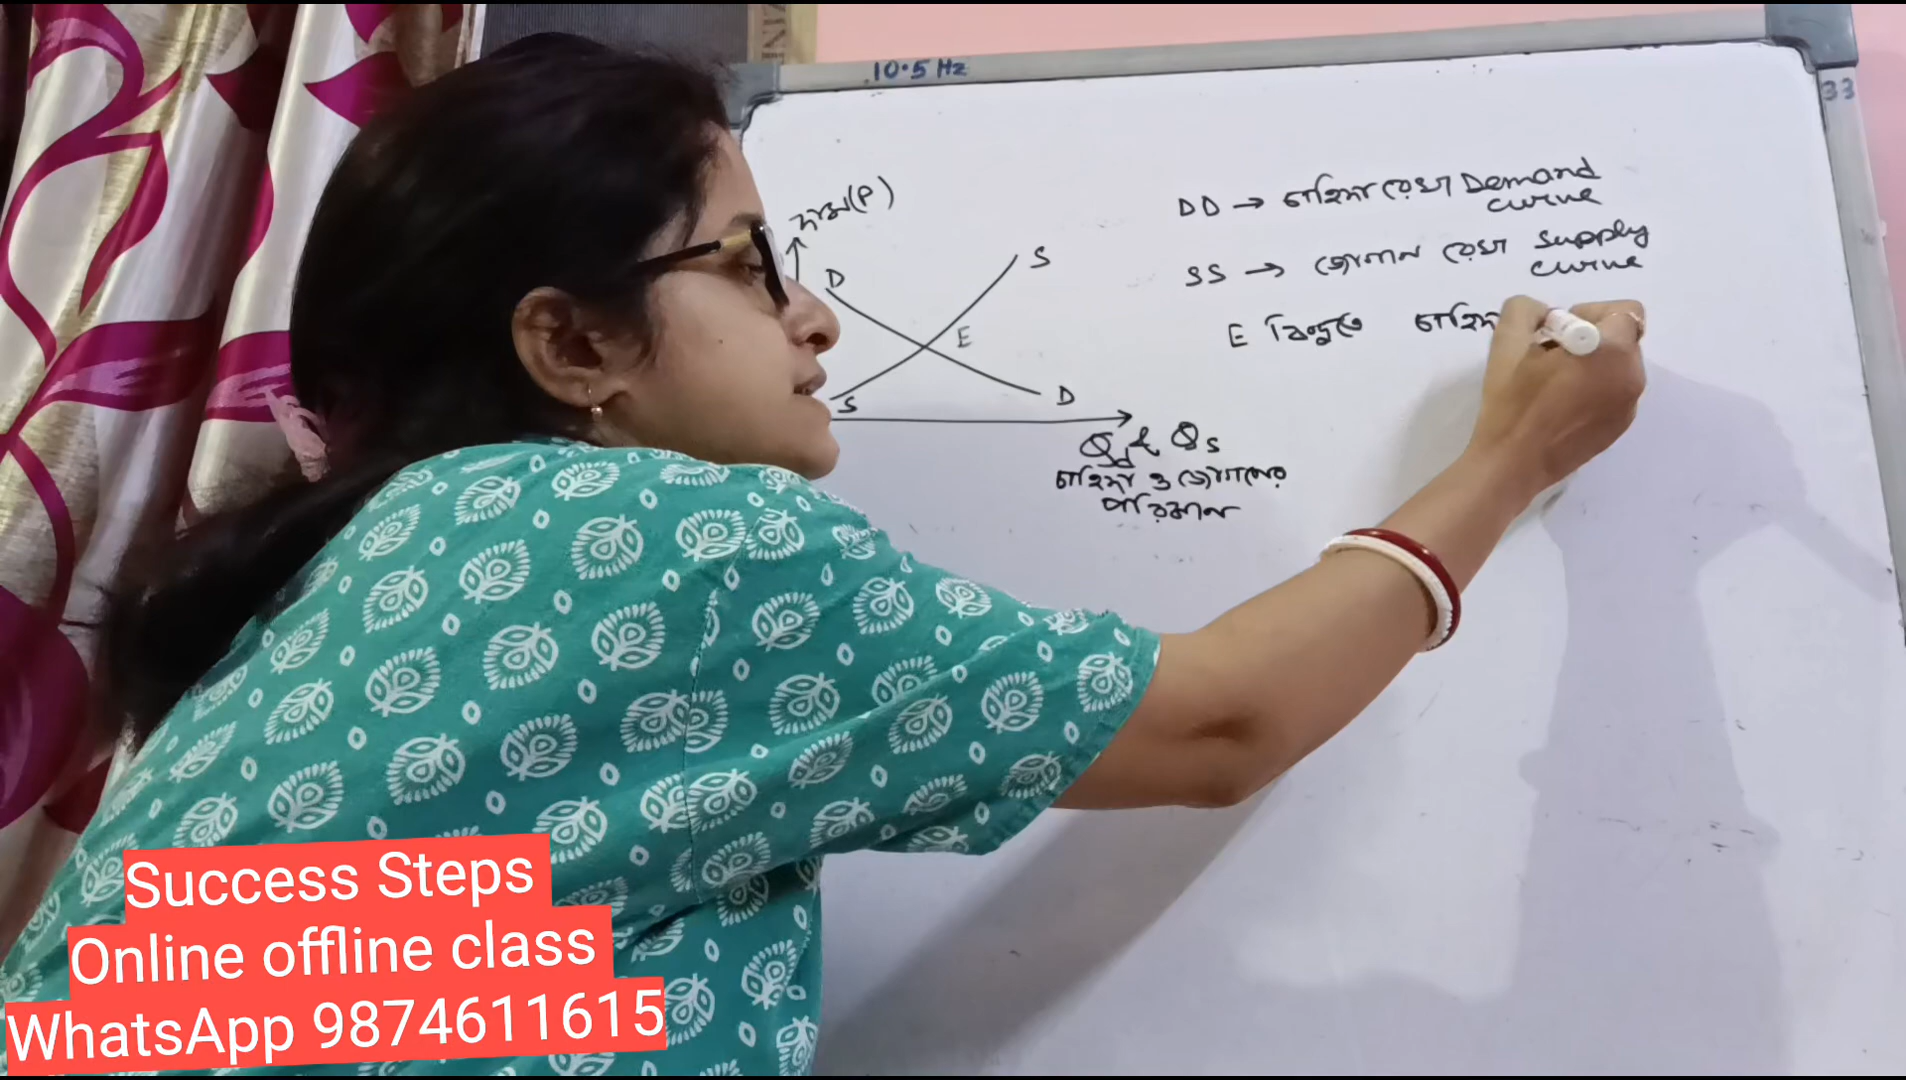 10.5 Hz
33
ZINE
দাম (P)
D
S
E
S
D
Qd & Qs
চাহিদা ও জোগানের
পরিমান
DD → চাহিদা রেখা Demand
curve
SS → জোগান রেখা Supply
curve
E বিন্দুতে চাহিদা
Success Steps
Online offline class
WhatsApp 9874611615